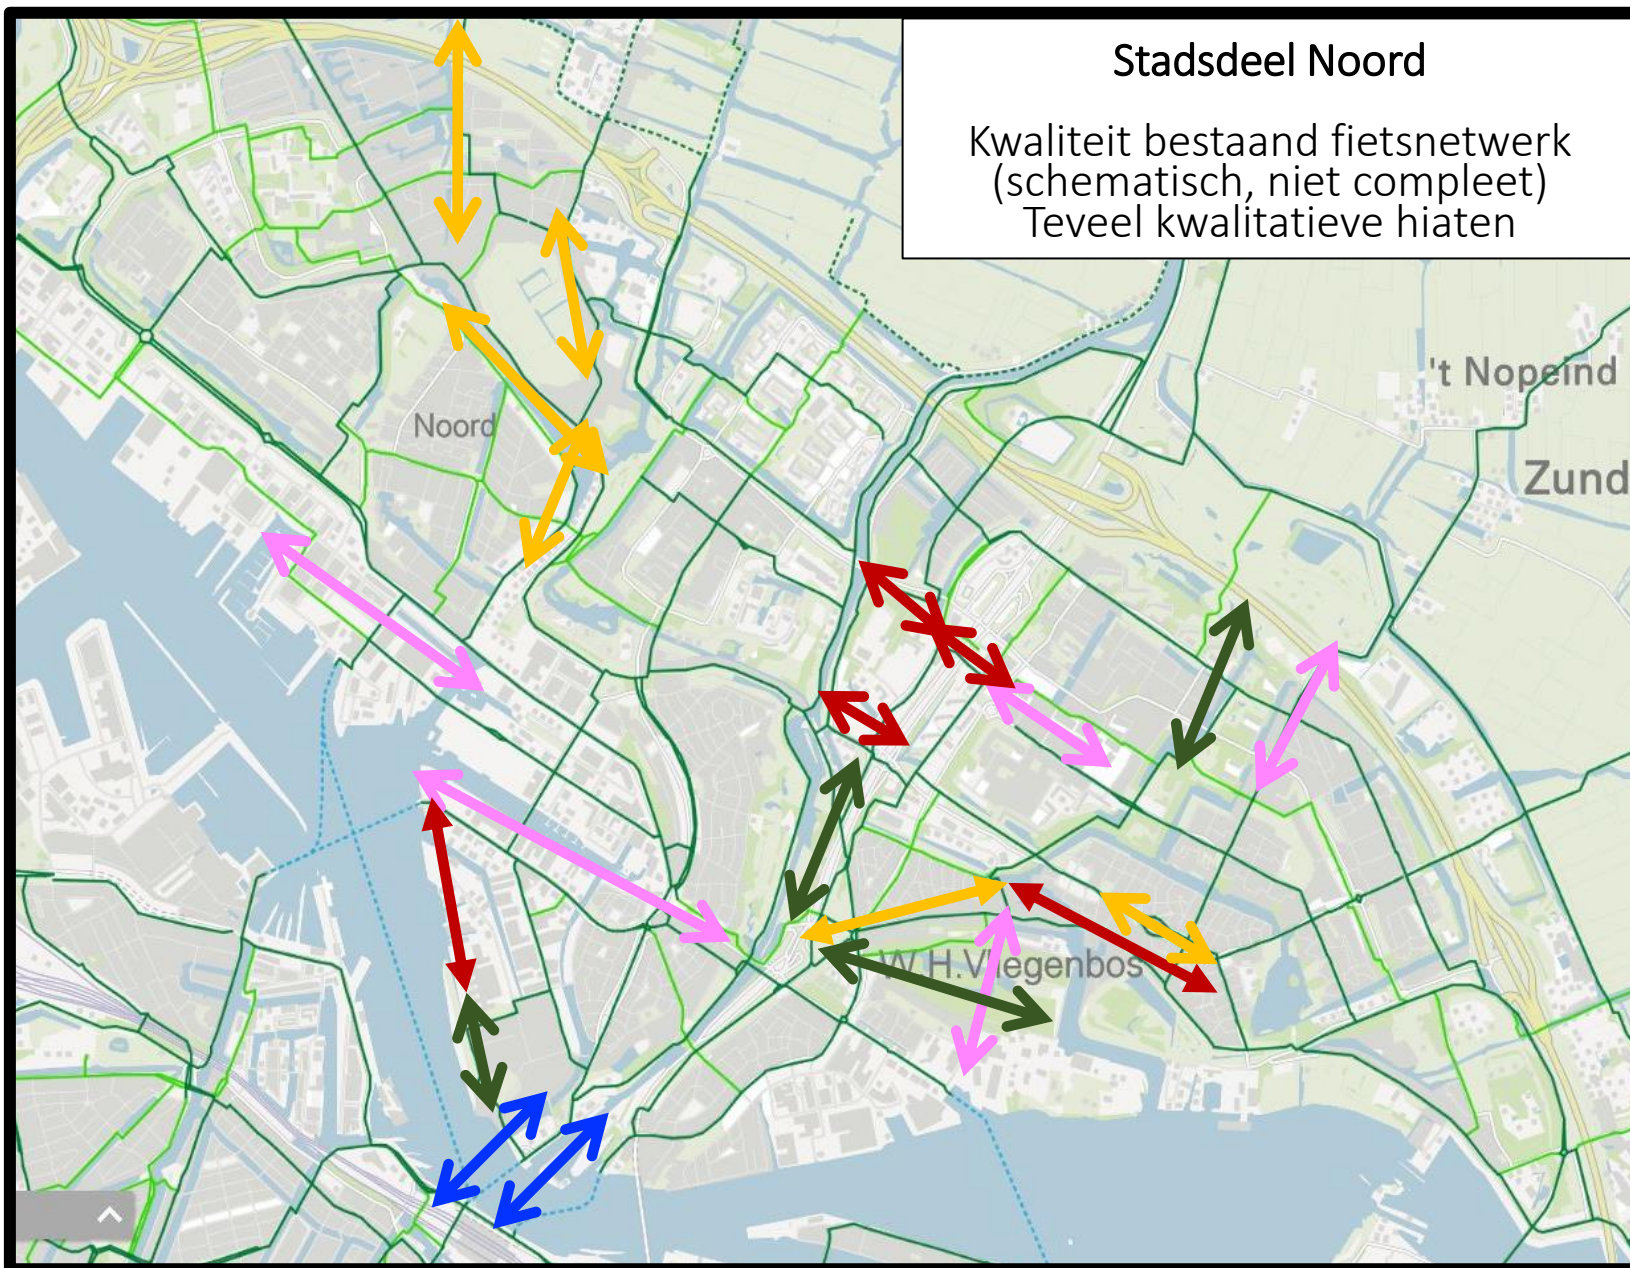 Stadsdeel Noord
Kwaliteit bestaand fietsnetwerk
(schematisch, niet compleet)
Teveel kwalitatieve hiaten
't Nopeind
Noord
Zund
W.H.Vliegenbos